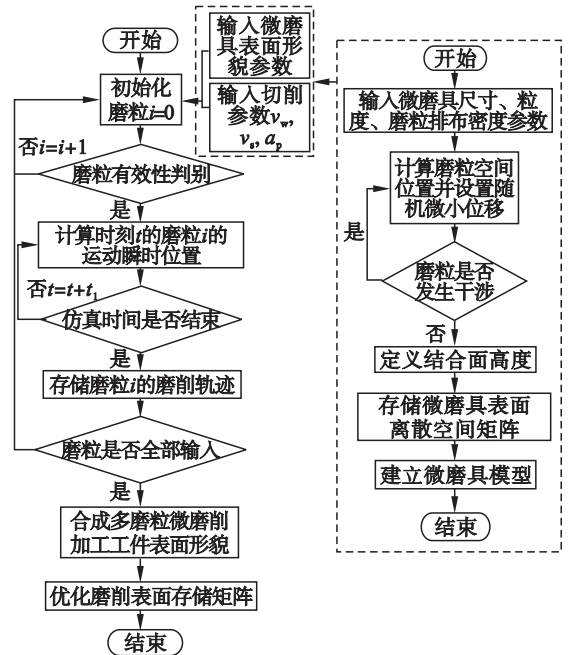 开始
初始化
磨粒i=0
输入微磨
具表面形
貌参数
输入切削
参数vw,
vs, ap
否i=i+1
磨粒有效性判别
是
计算时刻t的磨粒i的
运动瞬时位置
否t=t+t1
仿真时间是否结束
是
存储磨粒i的磨削轨迹
磨粒是否全部输入
是
合成多磨粒微磨削
加工工件表面形貌
优化磨削表面存储矩阵
结束
开始
输入微磨具尺寸、粒
度、磨粒排布密度参数
计算磨粒空间
位置并设置随
机微小位移
是
磨粒是否
发生干涉
否
定义结合面高度
存储微磨具表面
离散空间矩阵
建立微磨具模型
结束